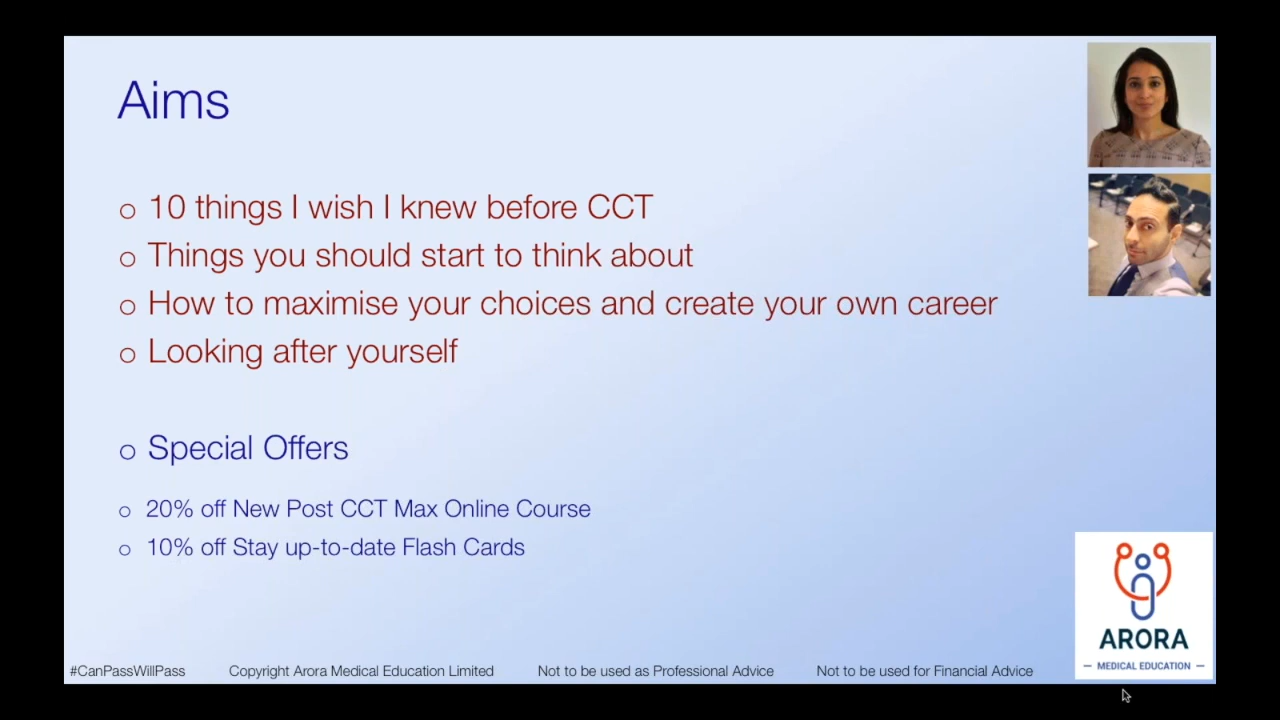 Aims
10 things I wish I knew before CCT
Things you should start to think about
How to maximise your choices and create your own career
Looking after yourself
Special Offers
20% off New Post CCT Max Online Course
10% off Stay up-to-date Flash Cards
ARORA
MEDICAL EDUCATION
#CanPassWillPass Copyright Arora Medical Education Limited Not to be used as Professional Advice Not to be used for Financial Advice